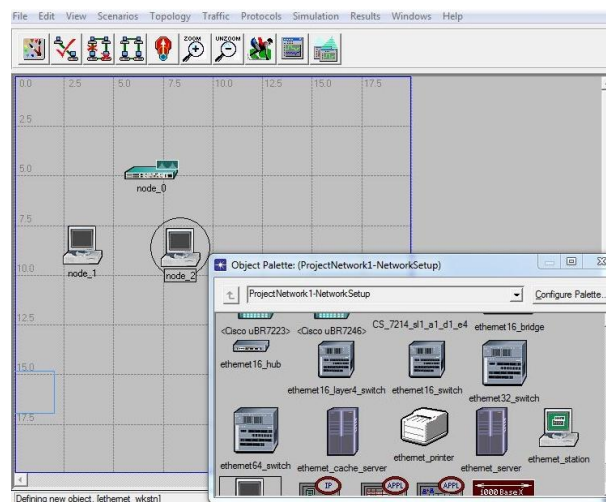 File Edit View Scenarios Topology Traffic Protocols Simulation Results Windows Help
ZOOM UNZOOM
0.0 2.5 5.0 7.5 10.0 12.5 15.0 17.5
2.5
5.0
node_0
7.5
node_1 node_2
10.0
Object Palette: (ProjectNetwork1-NetworkSetup)
ProjectNetwork1-NetworkSetup Configure Palette...
12.5
<Cisco uBR7223> <Cisco uBR7246> CS_7214_sl1_a1_d1_e4 ethernet16_bridge
15.0
ethernet16_hub
ethernet16_layer4_switch ethernet16_switch ethernet32_switch
17.5
ethernet64_switch ethernet_cache_server ethernet_printer ethernet_server ethernet_station
IP APPL APPL 1000BaseX
Defining new object. [ethernet_wkstn]